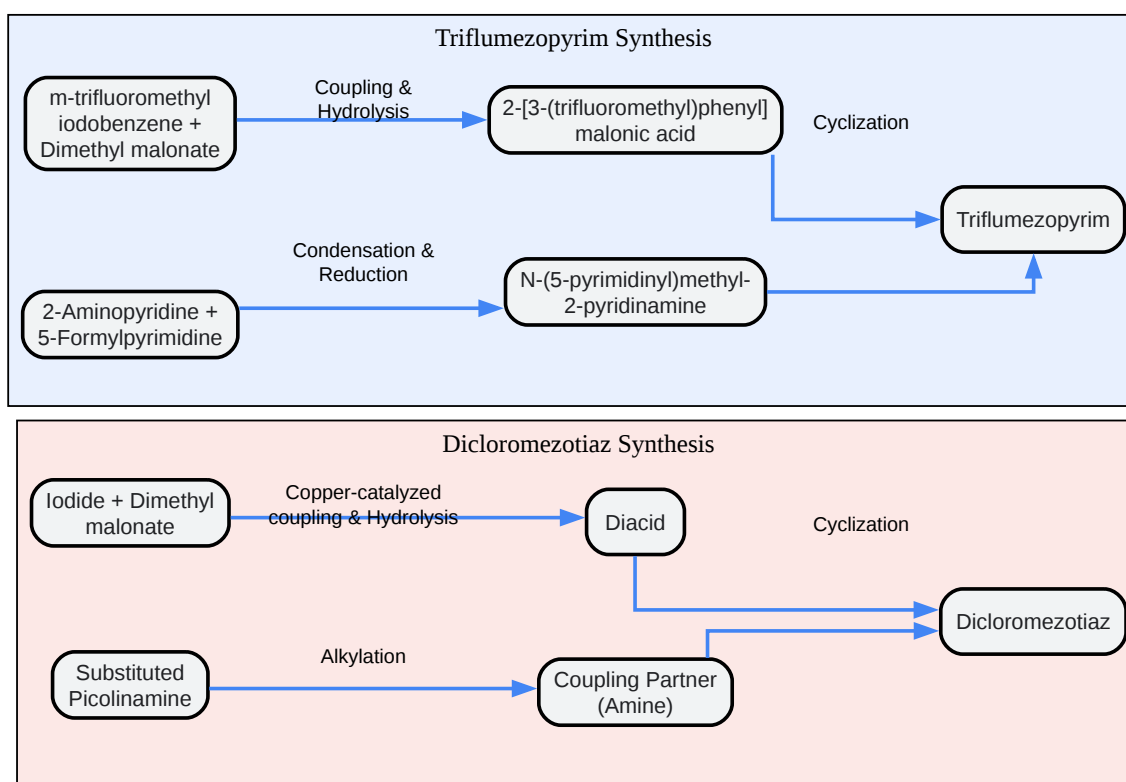 Triflumezopyrim Synthesis
m-trifluoromethyl
iodobenzene +
Dimethyl malonate
Coupling &
Hydrolysis
2-[3-(trifluoromethyl)phenyl]
malonic acid
Cyclization
Triflumezopyrim
2-Aminopyridine +
5-Formylpyrimidine
Condensation &
Reduction
N-(5-pyrimidinyl)methyl-
2-pyridinamine
Dicloromezotiaz Synthesis
Iodide + Dimethyl
malonate
Copper-catalyzed
coupling & Hydrolysis
Diacid
Cyclization
Dicloromezotiaz
Substituted
Picolinamine
Alkylation
Coupling Partner
(Amine)